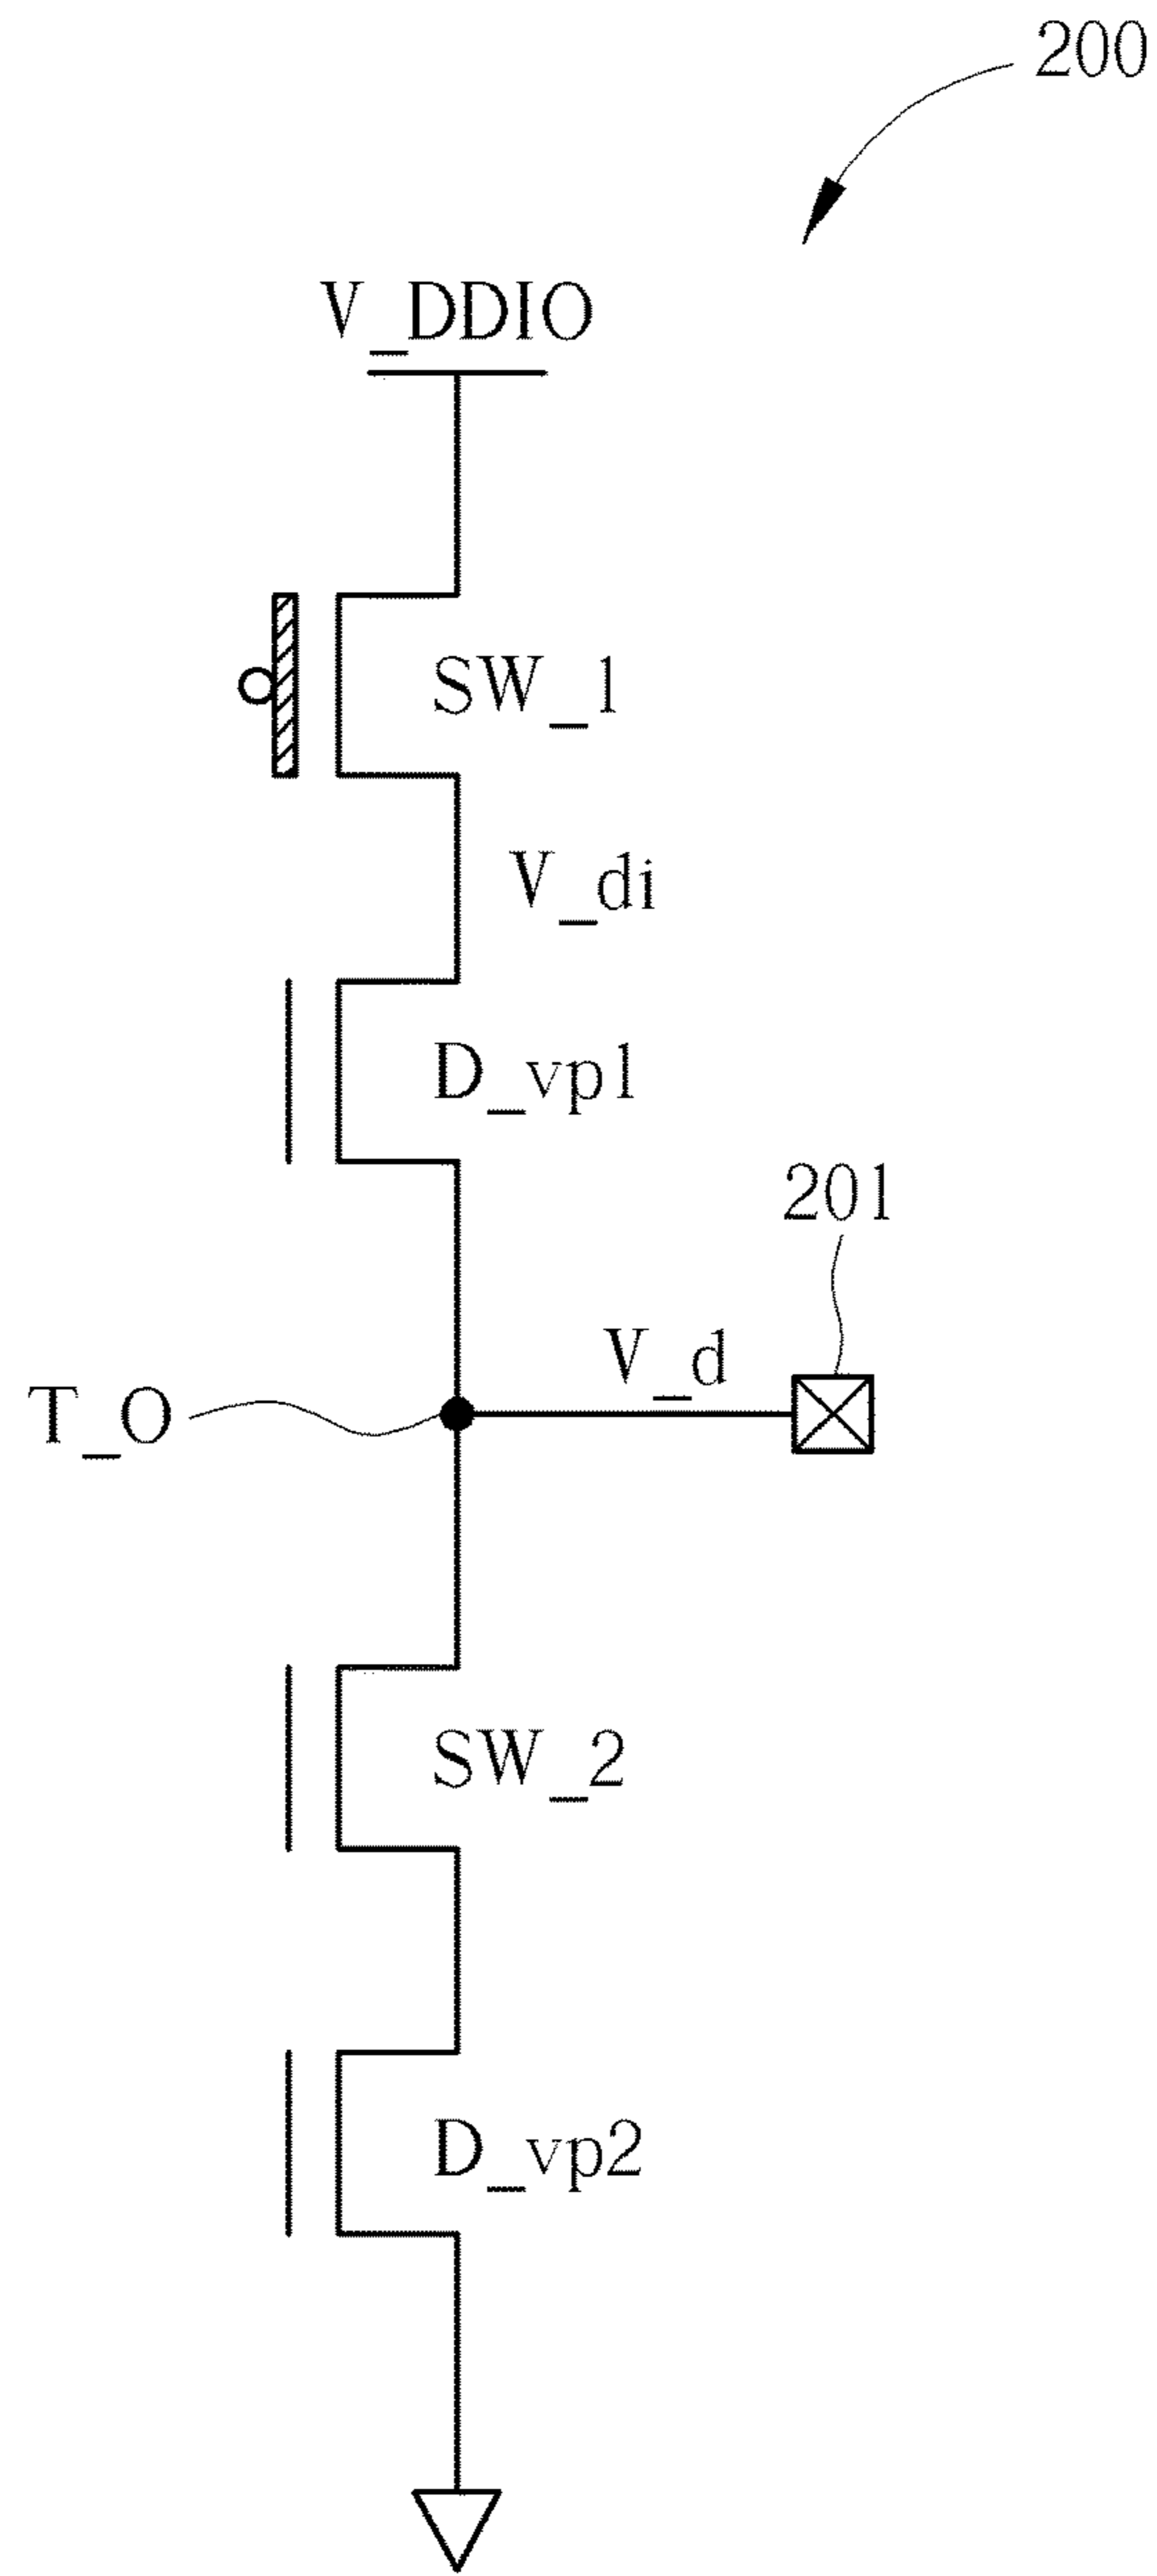 200
V_DDIO
SW_1
V_di
D_vp1
201
V_d
T_O
SW_2
D_vp2